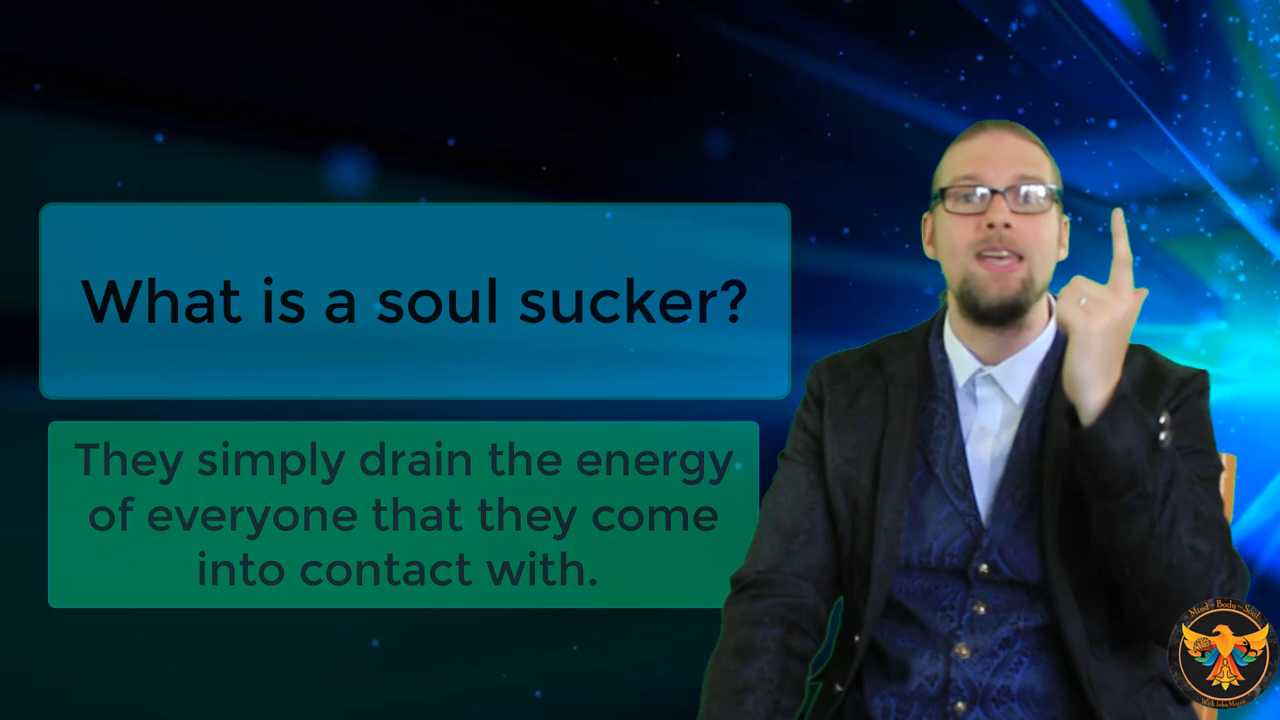 What is a soul sucker?
They simply drain the energy
of everyone that they come
into contact with.
Mind - Body - Soul